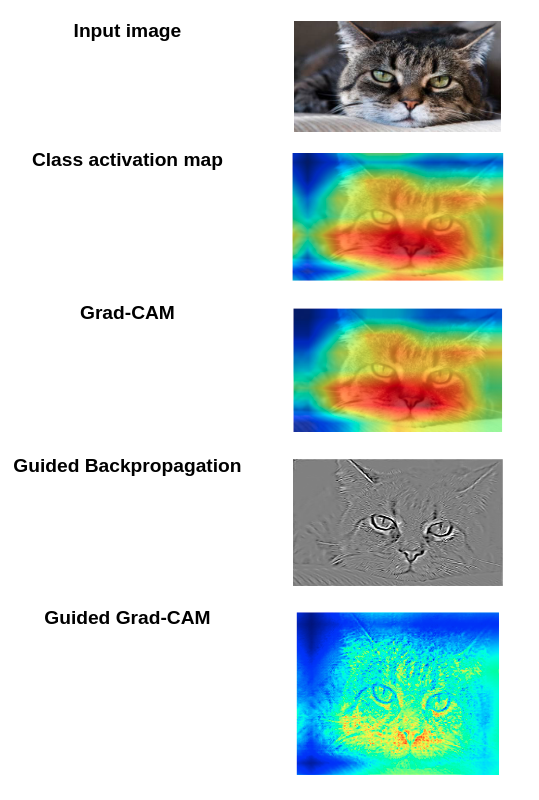 Input image
Class activation map
Grad-CAM
Guided Backpropagation
Guided Grad-CAM